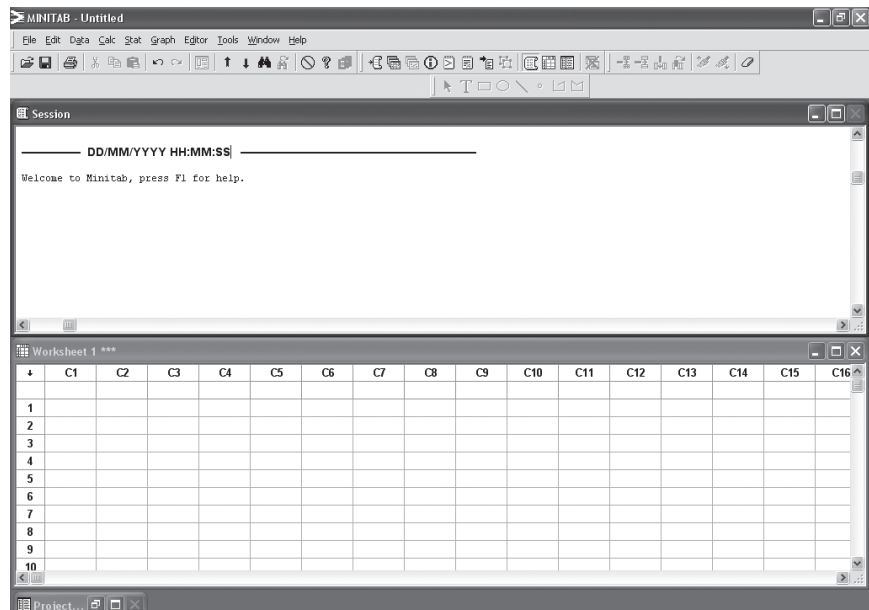 MINITAB - Untitled
File Edit Data Calc Stat Graph Editor Tools Window Help
Session
DD/MM/YYYY HH:MM:SS
Welcome to Minitab, press F1 for help.
Worksheet 1 ***
C1 C2 C3 C4 C5 C6 C7 C8 C9 C10 C11 C12 C13 C14 C15 C16
1
2
3
4
5
6
7
8
9
10
Project...